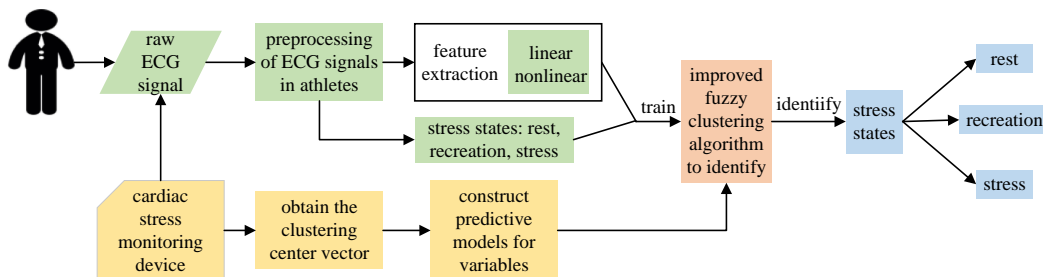 raw
ECG
signal
preprocessing
of ECG signals
in athletes
feature
extraction
linear
nonlinear
stress states: rest,
recreation, stress
train
improved
fuzzy
clustering
algorithm
to identify
identiify
stress
states
rest
recreation
stress
cardiac
stress
monitoring
device
obtain the
clustering
center vector
construct
predictive
models for
variables